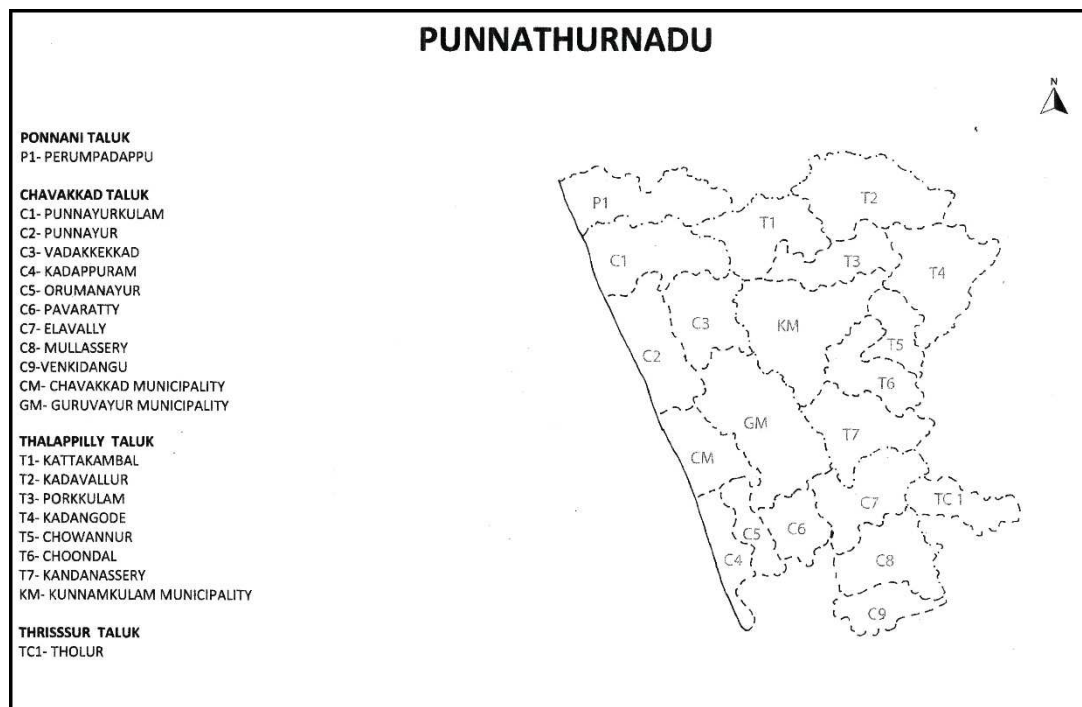 PUNNATHURNADU
N
PONNANI TALUK
P1- PERUMPADAPPU
CHAVAKKAD TALUK
C1- PUNNAYURKULAM
C2- PUNNAYUR
C3- VADAKKEKKAD
C4- KADAPPURAM
C5- ORUMANAYUR
C6- PAVARATTY
C7- ELAVALLY
C8- MULLASSERY
C9-VENKIDANGU
CM- CHAVAKKAD MUNICIPALITY
GM- GURUVAYUR MUNICIPALITY
THALAPPILLY TALUK
T1- KATTAKAMBAL
T2- KADAVALLUR
T3- PORKKULAM
T4- KADANGODE
T5- CHOWANNUR
T6- CHOONDAL
T7- KANDANASSERY
KM- KUNNAMKULAM MUNICIPALITY
THRISSSUR TALUK
TC1- THOLUR
P1
T2
T1
C1
T3
T4
C3
KM
C2
T5
T6
GM
T7
CM
C7
TC 1
C5
C6
C4
C8
C9